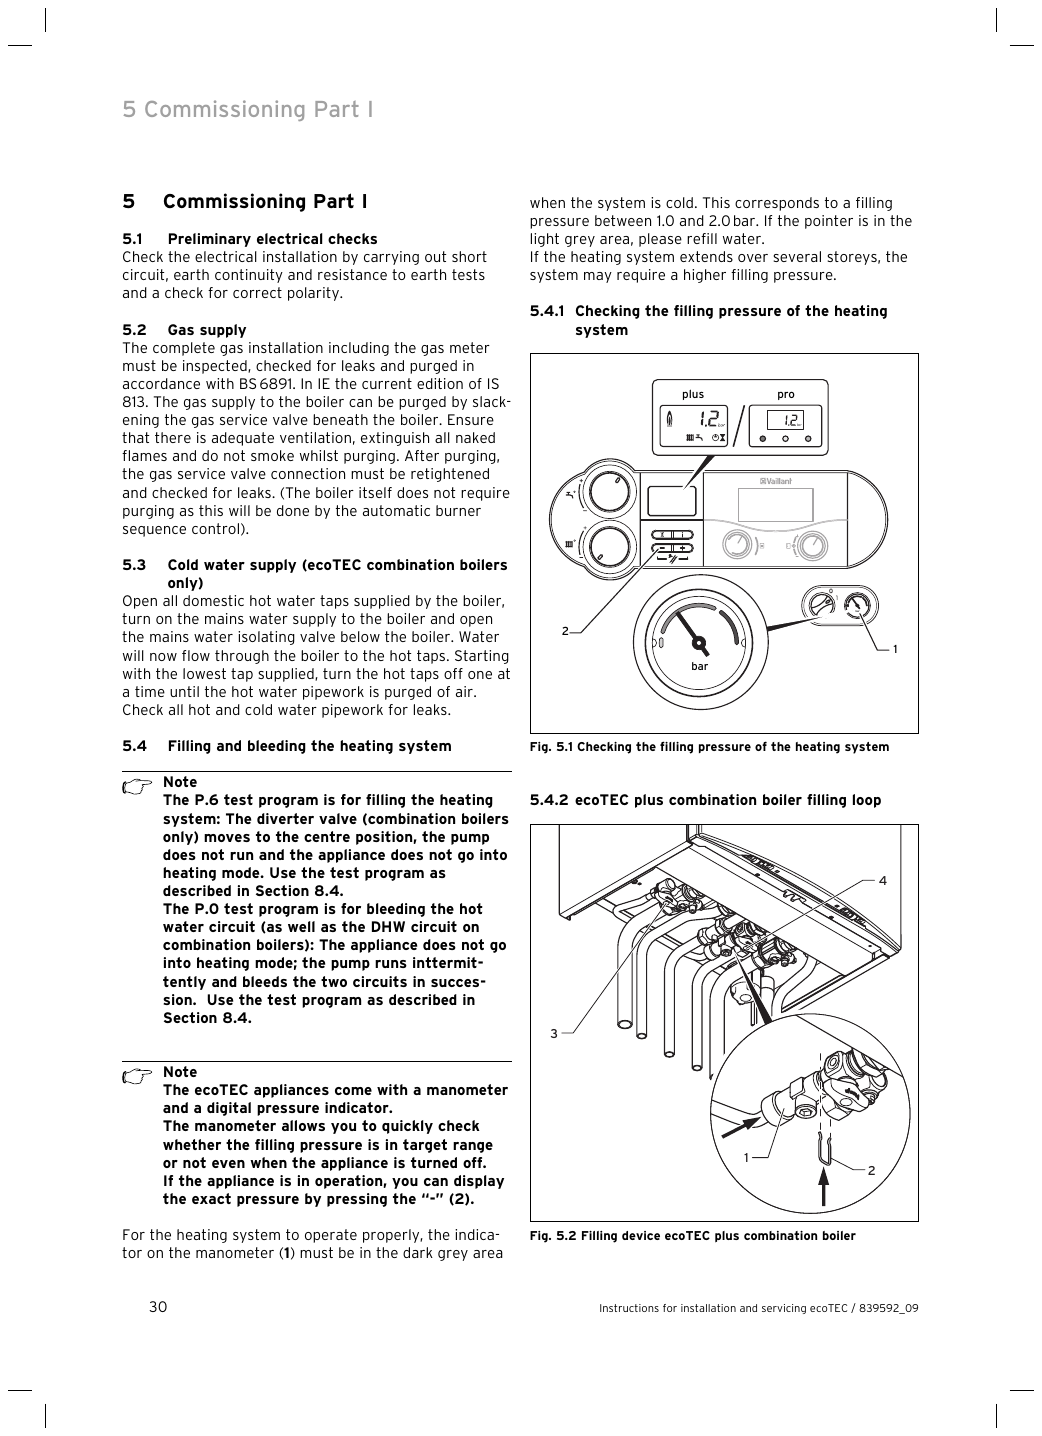 5 Commissioning Part I
5 Commissioning Part I
5.1 Preliminary electrical checks
Check the electrical installation by carrying out short
circuit, earth continuity and resistance to earth tests
and a check for correct polarity.
5.2 Gas supply
The complete gas installation including the gas meter
must be inspected, checked for leaks and purged in
accordance with BS 6891. In IE the current edition of IS
813. The gas supply to the boiler can be purged by slack-
ening the gas service valve beneath the boiler. Ensure
that there is adequate ventilation, extinguish all naked
flames and do not smoke whilst purging. After purging,
the gas service valve connection must be retightened
and checked for leaks. (The boiler itself does not require
purging as this will be done by the automatic burner
sequence control).
5.3 Cold water supply (ecoTEC combination boilers
only)
Open all domestic hot water taps supplied by the boiler,
turn on the mains water supply to the boiler and open
the mains water isolating valve below the boiler. Water
will now flow through the boiler to the hot taps. Starting
with the lowest tap supplied, turn the hot taps off one at
a time until the hot water pipework is purged of air.
Check all hot and cold water pipework for leaks.
5.4 Filling and bleeding the heating system
Note
The P.6 test program is for filling the heating
system: The diverter valve (combination boilers
only) moves to the centre position, the pump
does not run and the appliance does not go into
heating mode. Use the test program as
described in Section 8.4.
The P.0 test program is for bleeding the hot
water circuit (as well as the DHW circuit on
combination boilers): The appliance does not go
into heating mode; the pump runs inttermit-
tently and bleeds the two circuits in succes-
sion. Use the test program as described in
Section 8.4.
Note
The ecoTEC appliances come with a manometer
and a digital pressure indicator.
The manometer allows you to quickly check
whether the filling pressure is in target range
or not even when the appliance is turned off.
If the appliance is in operation, you can display
the exact pressure by pressing the “-” (2).
For the heating system to operate properly, the indica-
tor on the manometer (1) must be in the dark grey area
when the system is cold. This corresponds to a filling
pressure between 1.0 and 2.0 bar. If the pointer is in the
light grey area, please refill water.
If the heating system extends over several storeys, the
system may require a higher filling pressure.
5.4.1 Checking the filling pressure of the heating
system
plus pro
1.2 bar 1.2
Vaillant
i
- +
2
1
bar
Fig. 5.1 Checking the filling pressure of the heating system
5.4.2 ecoTEC plus combination boiler filling loop
4
3
1
2
Fig. 5.2 Filling device ecoTEC plus combination boiler
30
Instructions for installation and servicing ecoTEC / 839592_09